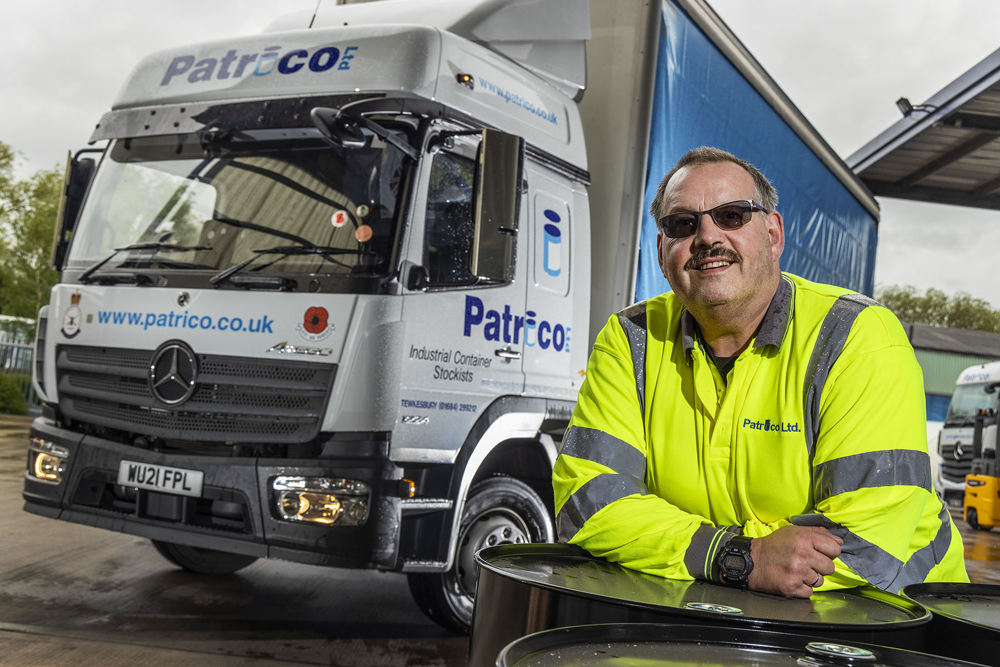 Patrico Ltd
www.patrico.co.uk
www.patrico.co.uk
Patrico Ltd
Industrial Container
Stockists
TEWKESBURY (01684) 299212
WU21 FPL
Patrico Ltd.